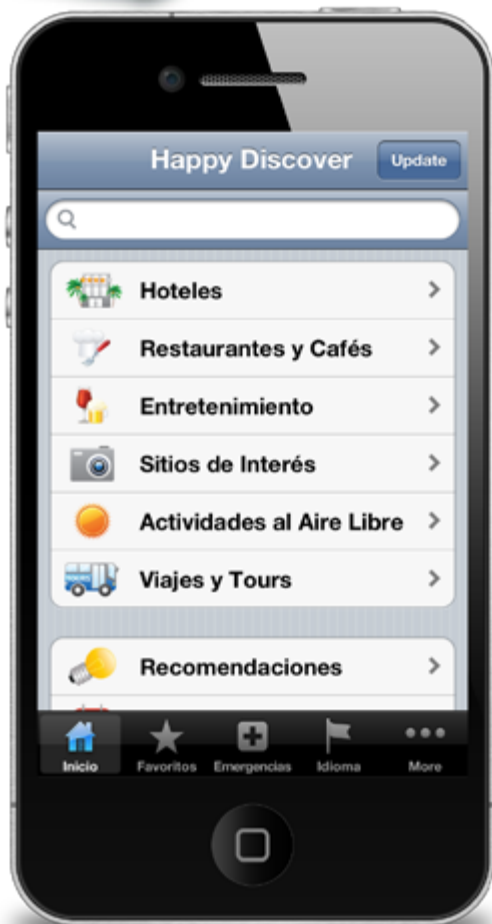 Happy Discover
Update
Hoteles
Restaurantes y Cafés
Entretenimiento
Sitios de Interés
Actividades al Aire Libre
Viajes y Tours
Recomendaciones
Inicio
Favoritos
Emergencias
Idioma
More